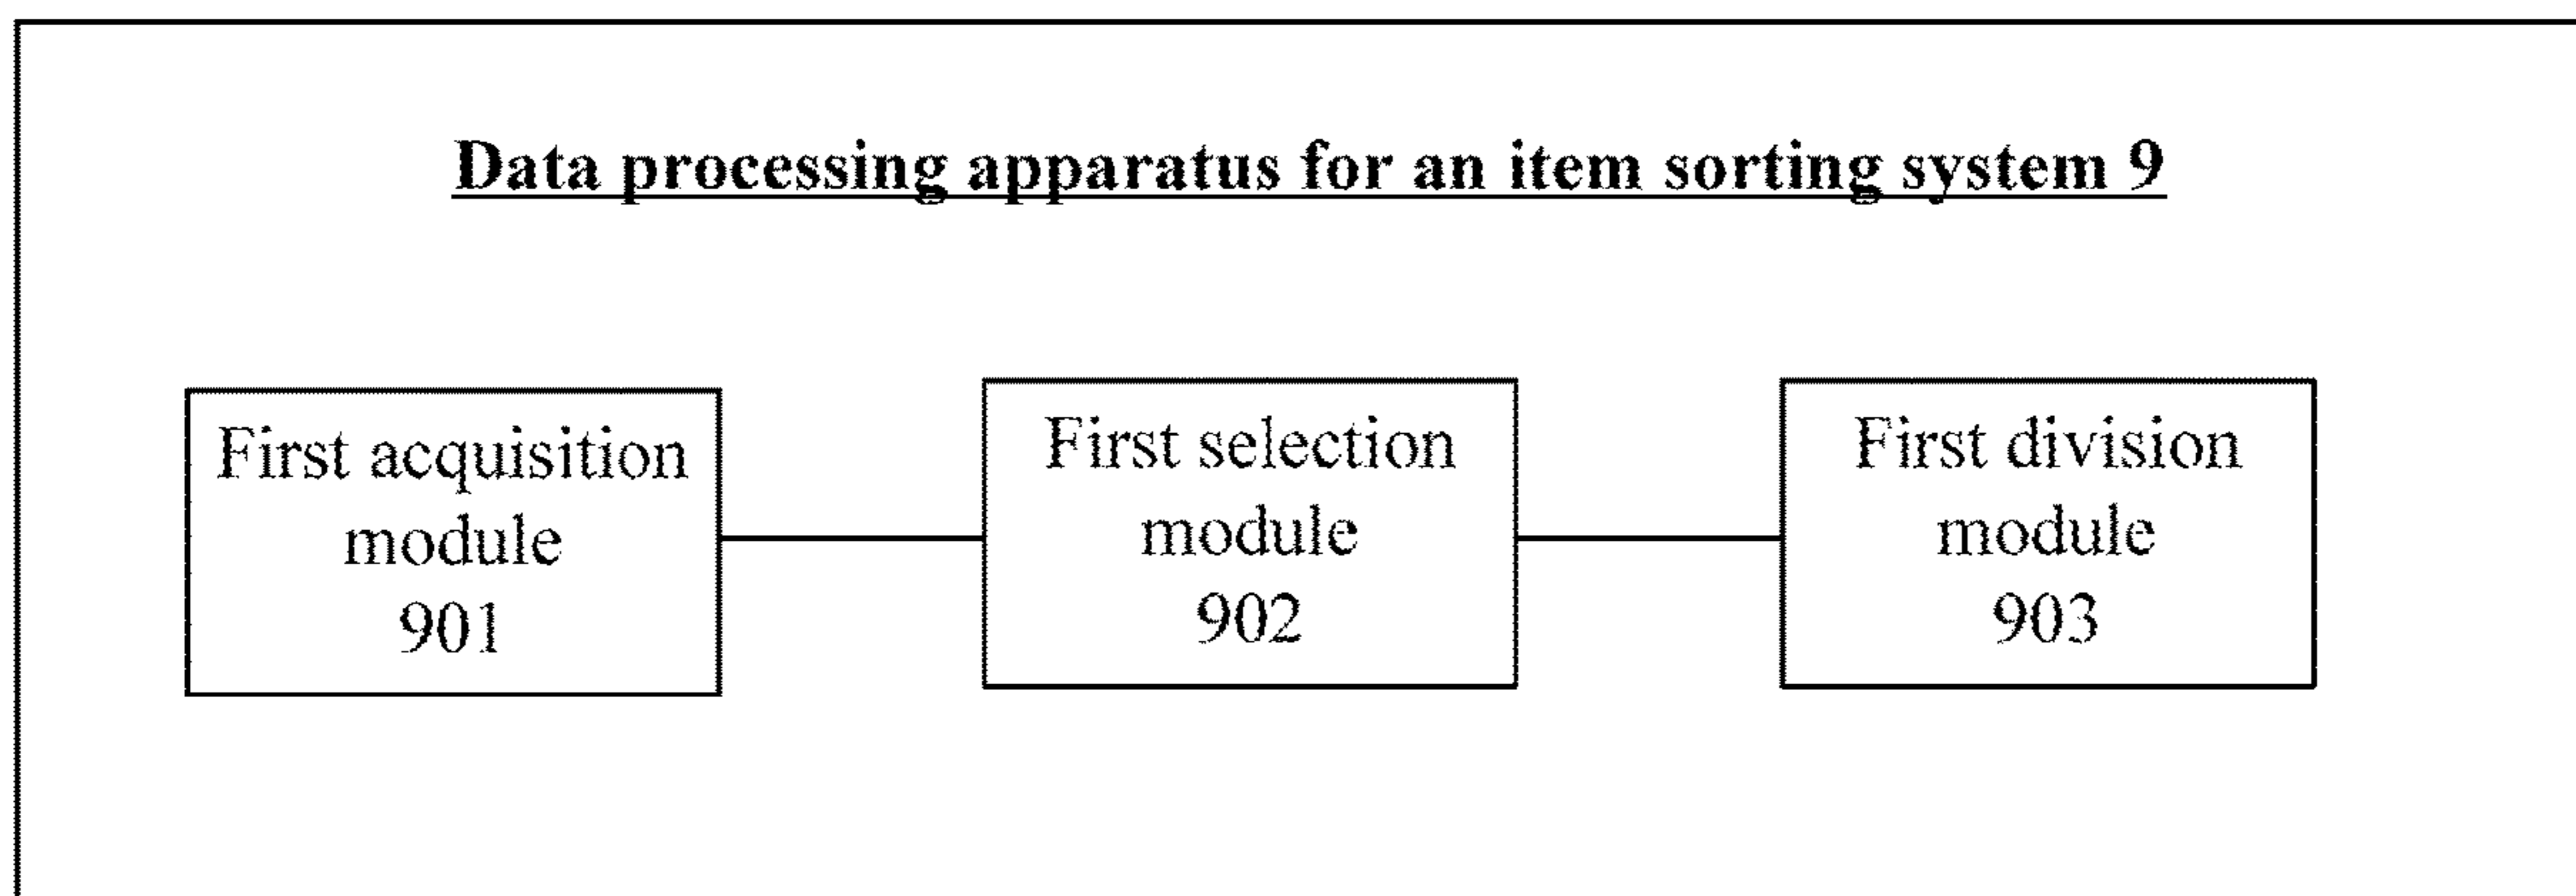 Data processing apparatus for an item sorting system 9
First acquisition
module
901
First selection
module
902
First division
module
903